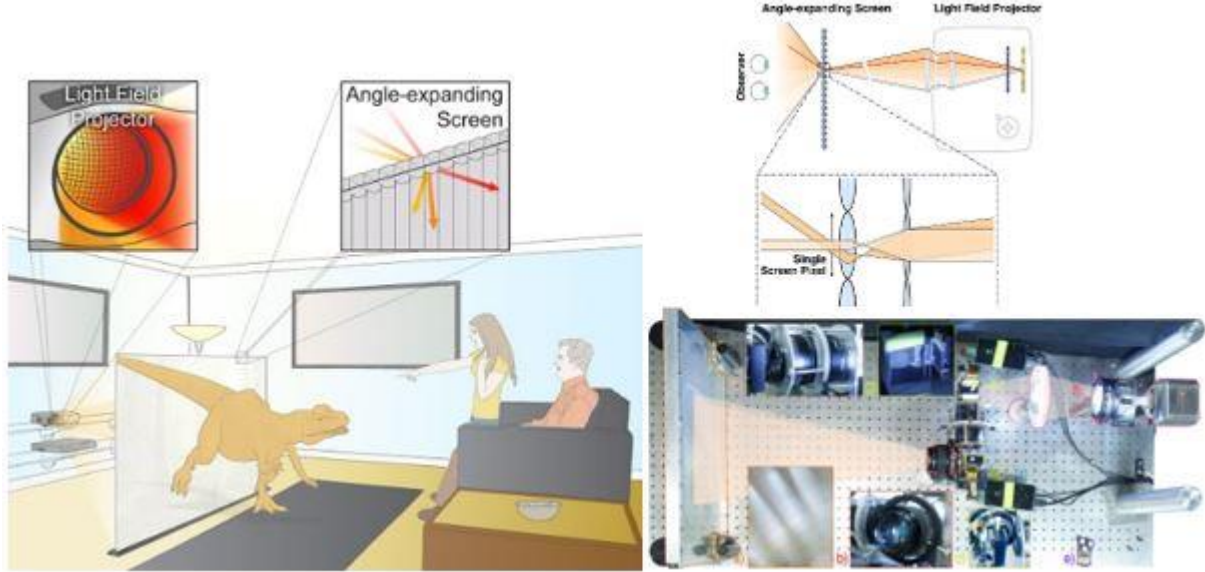 Light Field
Projector
Angle-expanding
Screen
Angle-expanding Screen
Light Field Projector
Observer
Single
Screen Pixel
b)
e)